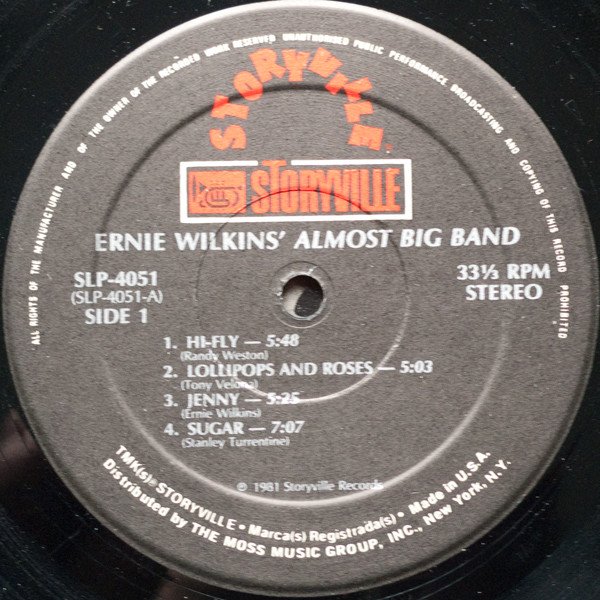 ALL RIGHTS OF THE MANUFACTURER AND OF THE OWNER OF THE RECORDED WORK RESERVED UNAUTHORISED PUBLIC PERFORMANCE BROADCASTING AND COPYING OF THIS RECORD PROHIBITED
STORYVILLE
STORYVILLE
ERNIE WILKINS' ALMOST BIG BAND
SLP-4051
(SLP-4051-A)
SIDE 1
33⅓ RPM
STEREO
1. HI-FLY — 5:48
(Randy Weston)
2. LOLLIPOPS AND ROSES — 5:03
(Tony Velona)
3. JENNY — 5:25
(Ernie Wilkins)
4. SUGAR — 7:07
(Stanley Turrentine)
℗ 1981 Storyville Records
TMK(s)® STORYVILLE • Marca(s) Registrada(s) • Made in U.S.A.
Distributed by THE MOSS MUSIC GROUP, INC., New York, N.Y.